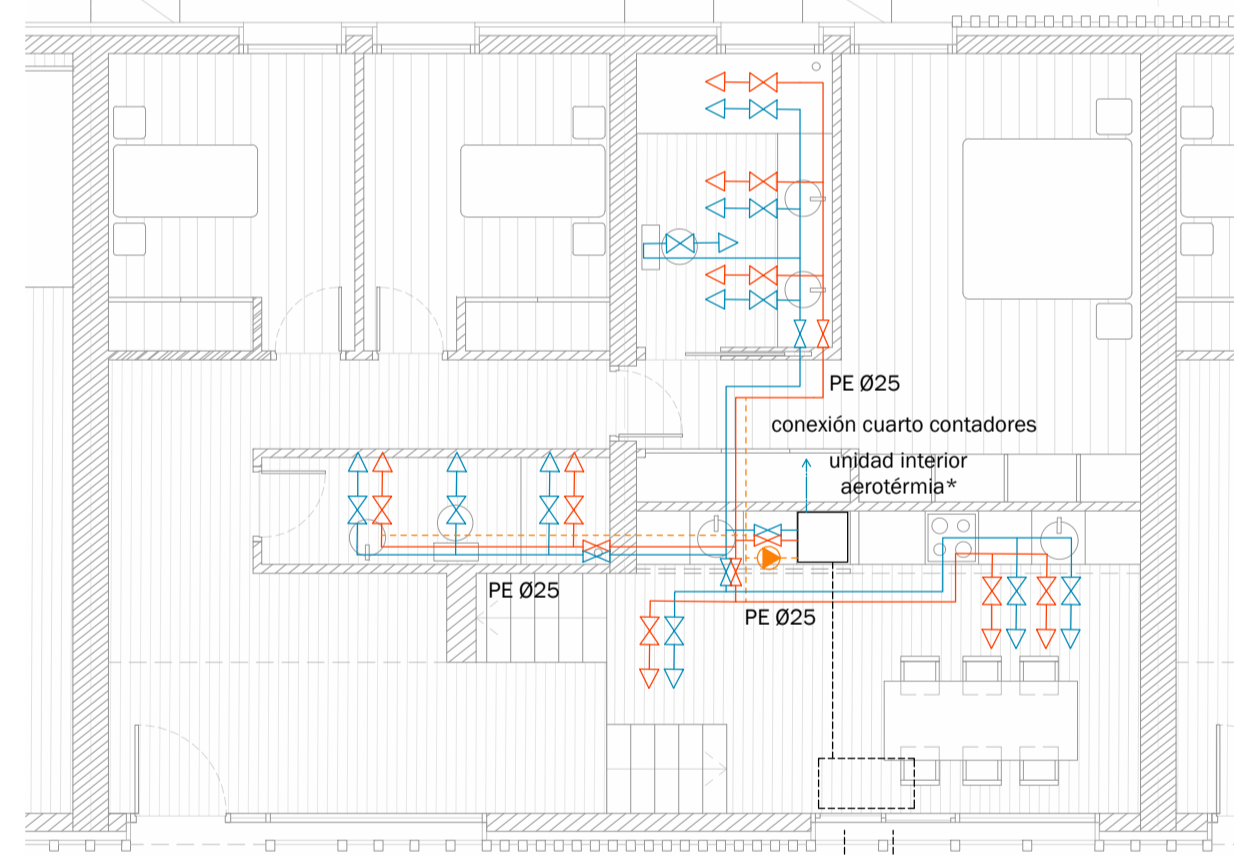 PE Ø25
conexión cuarto contadores
unidad interior
aerotérmia*
PE Ø25
PE Ø25